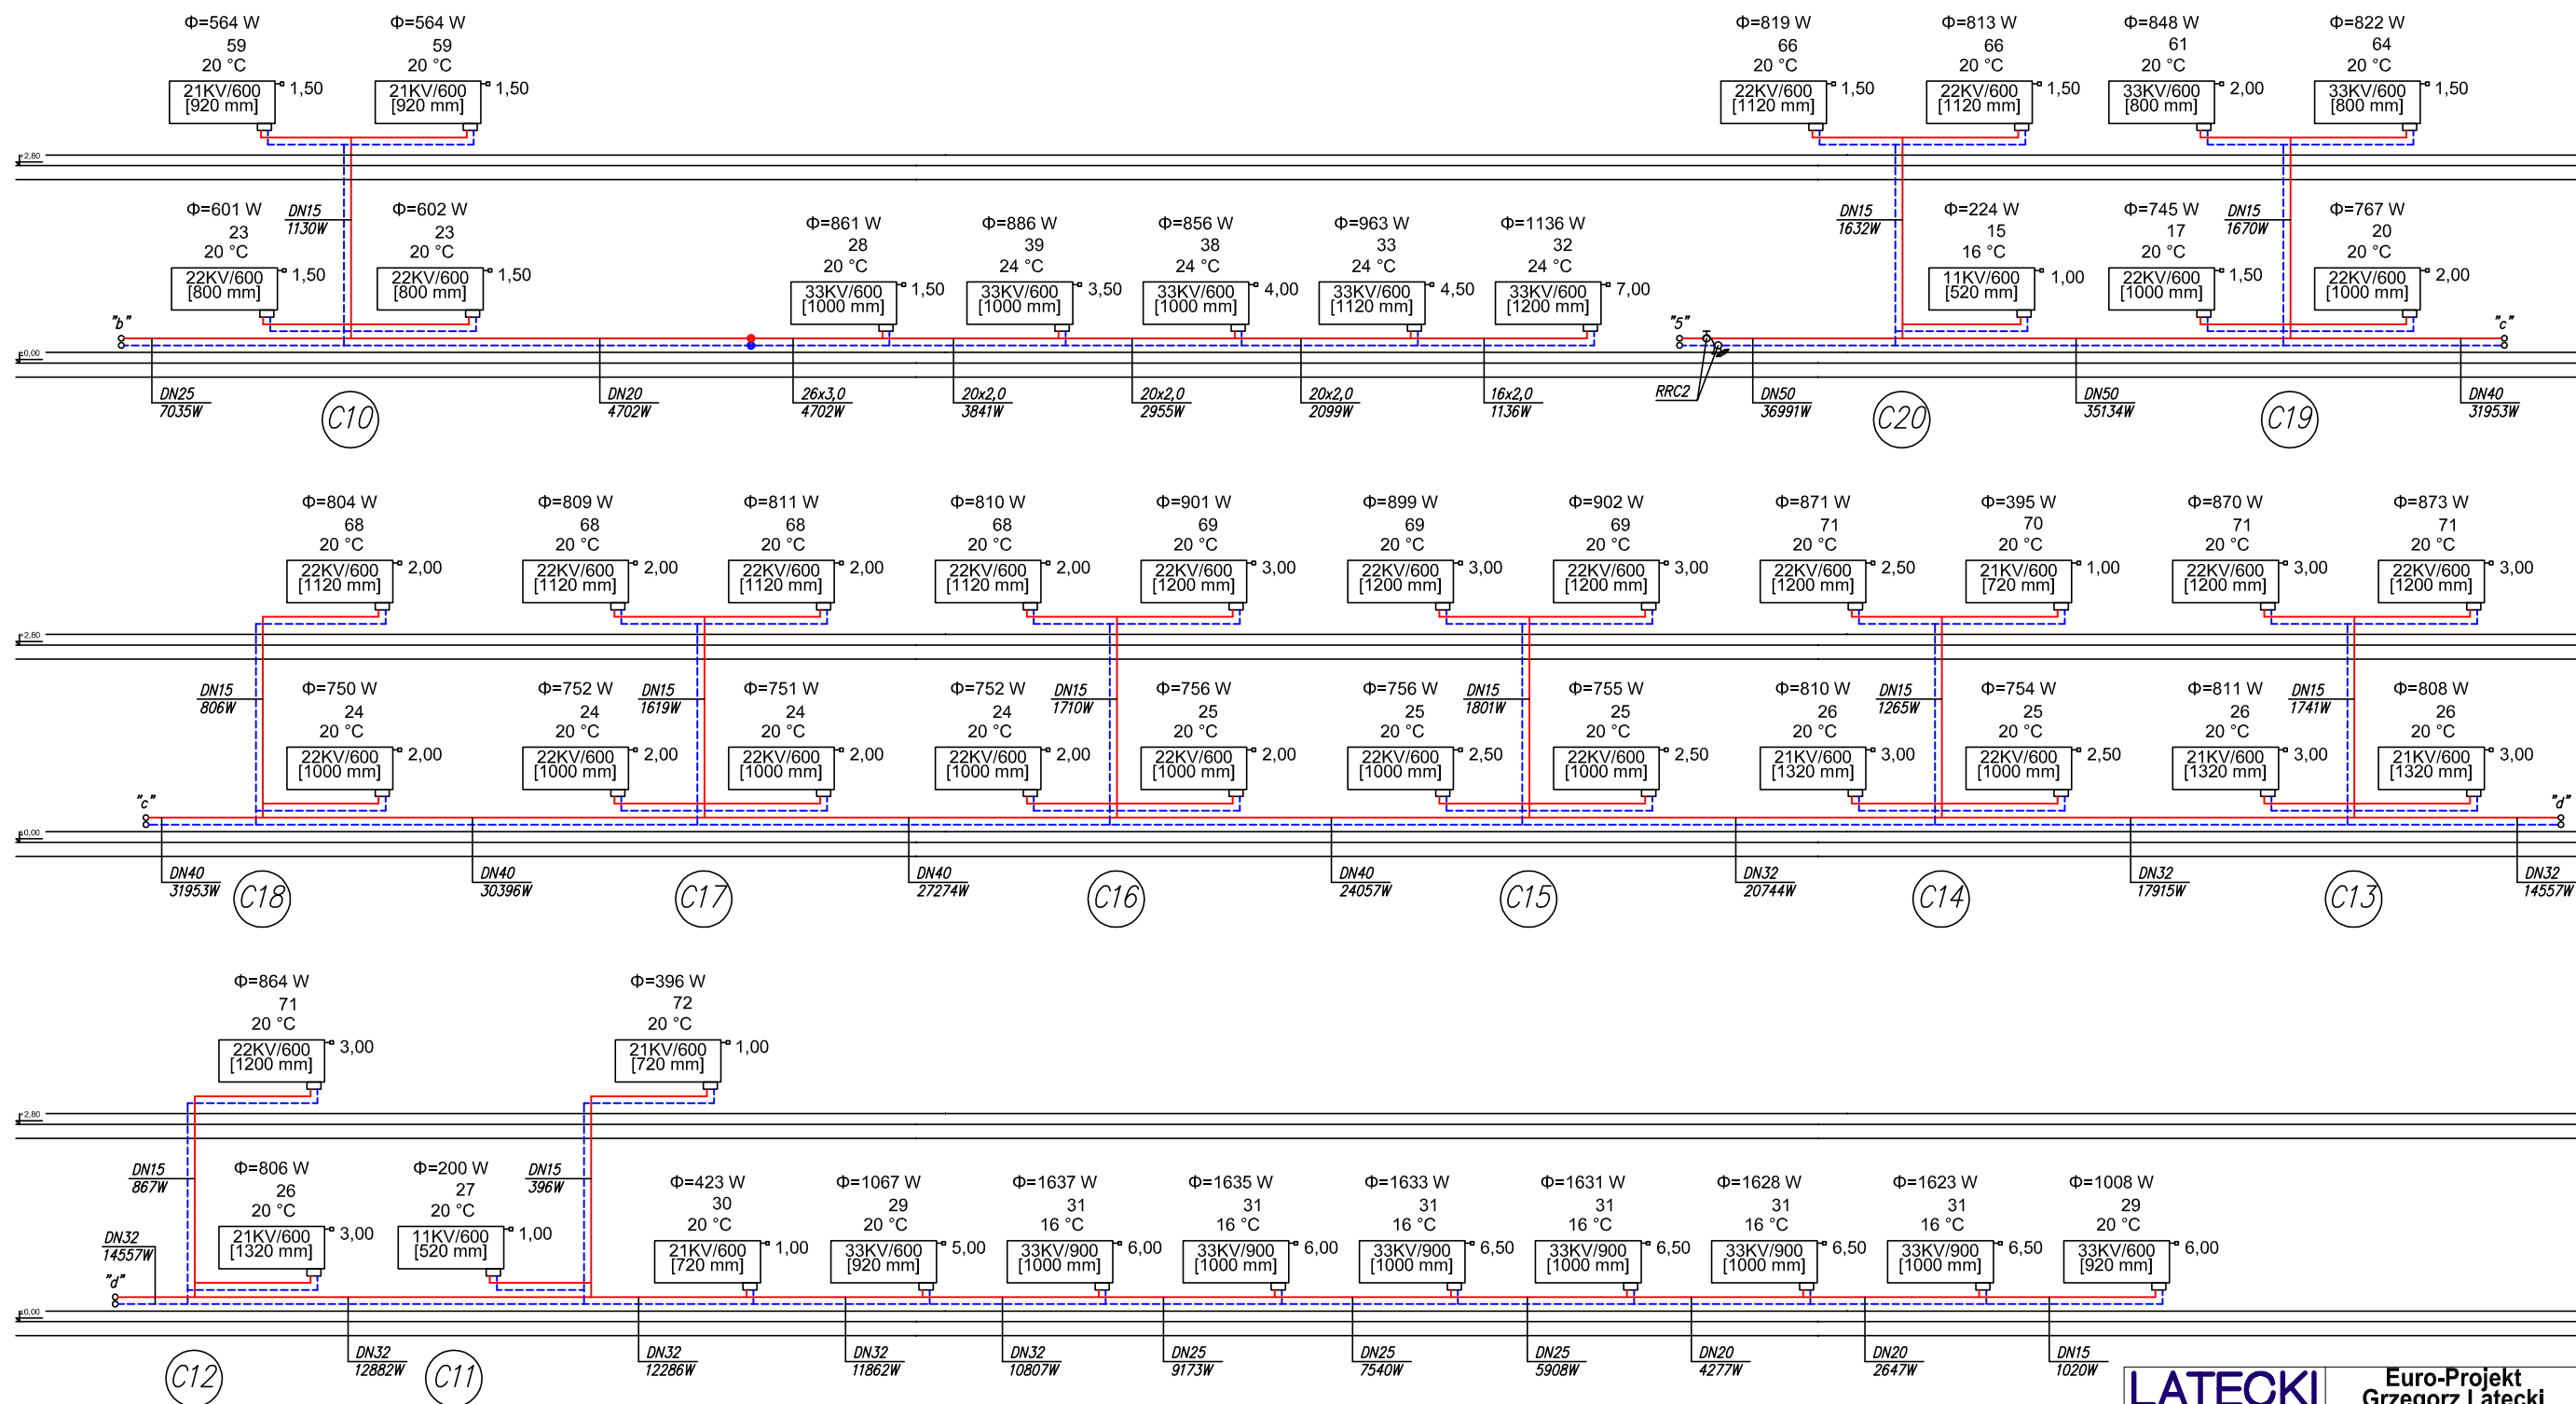 Φ=564 W
59
20 °C
21KV/600
[920 mm]
1,50
Φ=564 W
59
20 °C
21KV/600
[920 mm]
1,50
Φ=819 W
66
20 °C
22KV/600
[1120 mm]
1,50
Φ=813 W
66
20 °C
22KV/600
[1120 mm]
1,50
Φ=848 W
61
20 °C
33KV/600
[800 mm]
2,00
Φ=822 W
64
20 °C
33KV/600
[800 mm]
1,50
2,80
Φ=601 W
23
20 °C
22KV/600
[800 mm]
1,50
DN15
1130W
Φ=602 W
23
20 °C
22KV/600
[800 mm]
1,50
Φ=861 W
28
20 °C
33KV/600
[1000 mm]
1,50
Φ=886 W
39
24 °C
33KV/600
[1000 mm]
3,50
Φ=856 W
38
24 °C
33KV/600
[1000 mm]
4,00
Φ=963 W
33
24 °C
33KV/600
[1120 mm]
4,50
Φ=1136 W
32
24 °C
33KV/600
[1200 mm]
7,00
DN15
1632W
Φ=224 W
15
16 °C
11KV/600
[520 mm]
1,00
Φ=745 W
17
20 °C
22KV/600
[1000 mm]
1,50
DN15
1670W
Φ=767 W
20
20 °C
22KV/600
[1000 mm]
2,00
"b"
"5"
"c"
±0,00
DN25
7035W
C10
DN20
4702W
26x3,0
4702W
20x2,0
3841W
20x2,0
2955W
20x2,0
2099W
16x2,0
1136W
RRC2
DN50
36991W
C20
DN50
35134W
C19
DN40
31953W
Φ=804 W
68
20 °C
22KV/600
[1120 mm]
2,00
Φ=809 W
68
20 °C
22KV/600
[1120 mm]
2,00
Φ=811 W
68
20 °C
22KV/600
[1120 mm]
2,00
Φ=810 W
68
20 °C
22KV/600
[1120 mm]
2,00
Φ=901 W
69
20 °C
22KV/600
[1200 mm]
3,00
Φ=899 W
69
20 °C
22KV/600
[1200 mm]
3,00
Φ=902 W
69
20 °C
22KV/600
[1200 mm]
3,00
Φ=871 W
71
20 °C
22KV/600
[1200 mm]
2,50
Φ=395 W
70
20 °C
21KV/600
[720 mm]
1,00
Φ=870 W
71
20 °C
22KV/600
[1200 mm]
3,00
Φ=873 W
71
20 °C
22KV/600
[1200 mm]
3,00
2,80
DN15
806W
Φ=750 W
24
20 °C
22KV/600
[1000 mm]
2,00
Φ=752 W
24
20 °C
22KV/600
[1000 mm]
2,00
DN15
1619W
Φ=751 W
24
20 °C
22KV/600
[1000 mm]
2,00
Φ=752 W
24
20 °C
22KV/600
[1000 mm]
2,00
DN15
1710W
Φ=756 W
25
20 °C
22KV/600
[1000 mm]
2,00
Φ=756 W
25
20 °C
22KV/600
[1000 mm]
2,50
DN15
1801W
Φ=755 W
25
20 °C
22KV/600
[1000 mm]
2,50
Φ=810 W
26
20 °C
21KV/600
[1320 mm]
3,00
DN15
1265W
Φ=754 W
25
20 °C
22KV/600
[1000 mm]
2,50
Φ=811 W
26
20 °C
21KV/600
[1320 mm]
3,00
DN15
1741W
Φ=808 W
26
20 °C
21KV/600
[1320 mm]
3,00
"c"
"d"
±0,00
DN40
31953W
C18
DN40
30396W
C17
DN40
27274W
C16
DN40
24057W
C15
DN32
20744W
C14
DN32
17915W
C13
DN32
14557W
Φ=864 W
71
20 °C
22KV/600
[1200 mm]
3,00
Φ=396 W
72
20 °C
21KV/600
[720 mm]
1,00
2,80
DN15
867W
Φ=806 W
26
20 °C
21KV/600
[1320 mm]
3,00
Φ=200 W
27
20 °C
11KV/600
[520 mm]
1,00
DN15
396W
Φ=423 W
30
20 °C
21KV/600
[720 mm]
1,00
Φ=1067 W
29
20 °C
33KV/600
[920 mm]
5,00
Φ=1637 W
31
16 °C
33KV/900
[1000 mm]
6,00
Φ=1635 W
31
16 °C
33KV/900
[1000 mm]
6,00
Φ=1633 W
31
16 °C
33KV/900
[1000 mm]
6,50
Φ=1631 W
31
16 °C
33KV/900
[1000 mm]
6,50
Φ=1628 W
31
16 °C
33KV/900
[1000 mm]
6,50
Φ=1623 W
31
16 °C
33KV/900
[1000 mm]
6,50
Φ=1008 W
29
20 °C
33KV/600
[920 mm]
6,00
DN32
14557W
"d"
±0,00
C12
DN32
12882W
C11
DN32
12286W
DN32
11862W
DN32
10807W
DN25
9173W
DN25
7540W
DN25
5908W
DN20
4277W
DN20
2647W
DN15
1020W
LATECKI
Euro-Projekt
Grzegorz Latecki